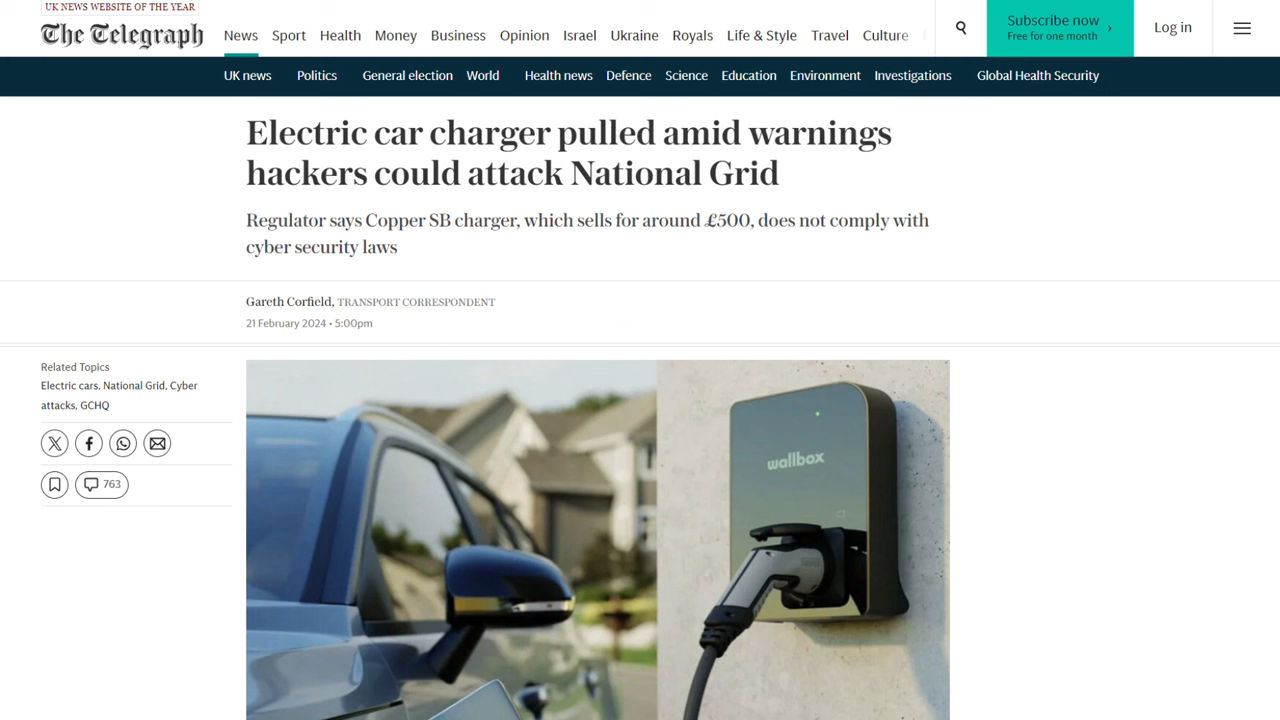 UK NEWS WEBSITE OF THE YEAR
The Telegraph
News Sport Health Money Business Opinion Israel Ukraine Royals Life & Style Travel Culture
Subscribe now
Free for one month
Log in
UK news Politics General election World Health news Defence Science Education Environment Investigations Global Health Security
Electric car charger pulled amid warnings
hackers could attack National Grid
Regulator says Copper SB charger, which sells for around £500, does not comply with
cyber security laws
Gareth Corfield, TRANSPORT CORRESPONDENT
21 February 2024 • 5:00pm
Related Topics
Electric cars, National Grid, Cyber
attacks, GCHQ
763
wallbox